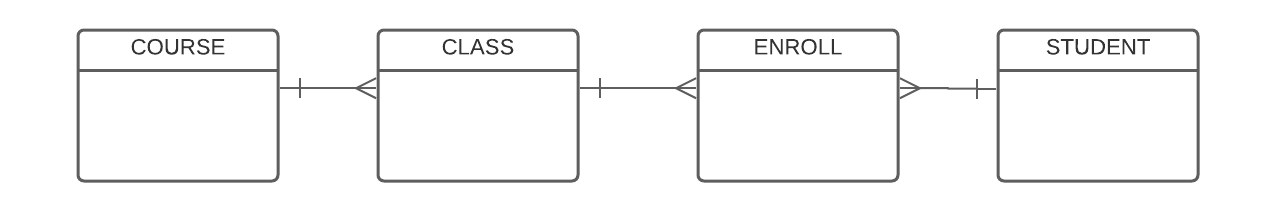 COURSE
CLASS
ENROLL
STUDENT